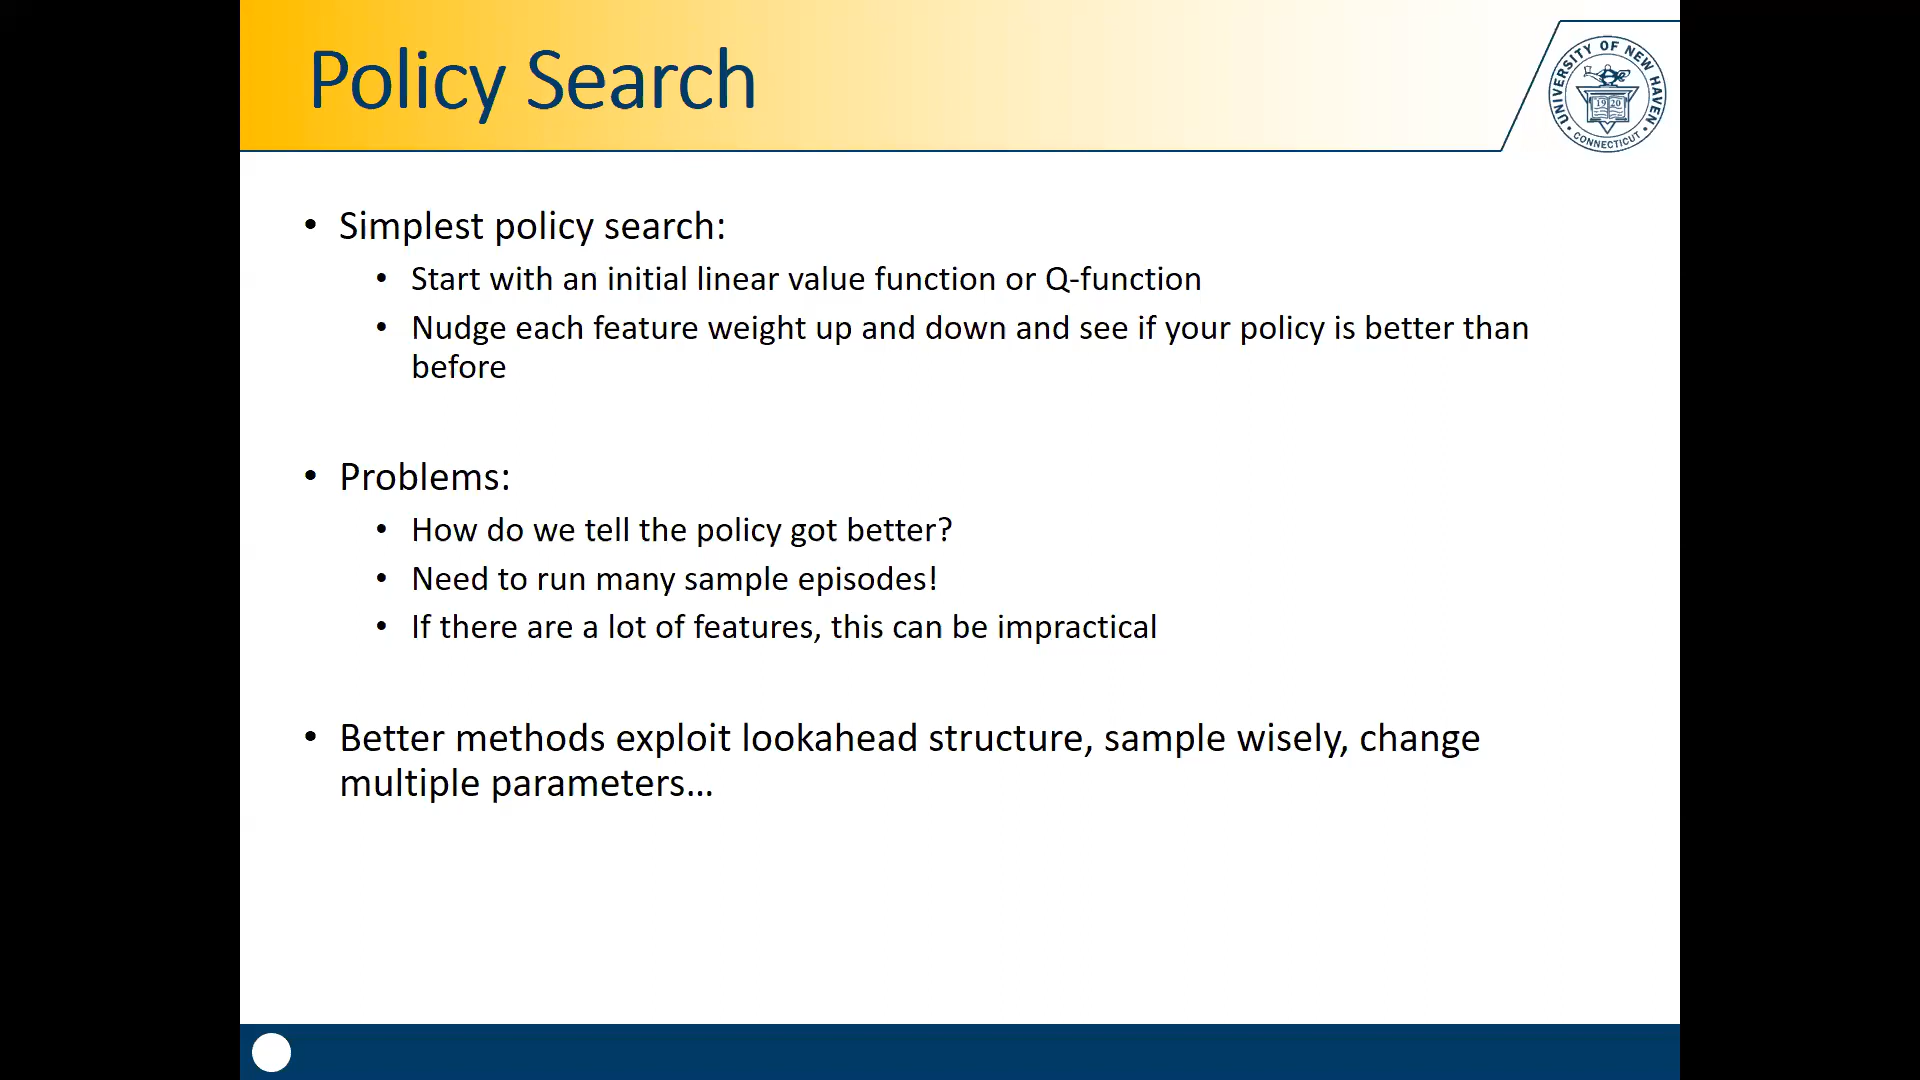 Policy Search
UNIVERSITY OF NEW HAVEN
1920
CONNECTICUT
• Simplest policy search:
• Start with an initial linear value function or Q-function
• Nudge each feature weight up and down and see if your policy is better than
before
• Problems:
• How do we tell the policy got better?
• Need to run many sample episodes!
• If there are a lot of features, this can be impractical
• Better methods exploit lookahead structure, sample wisely, change
multiple parameters…